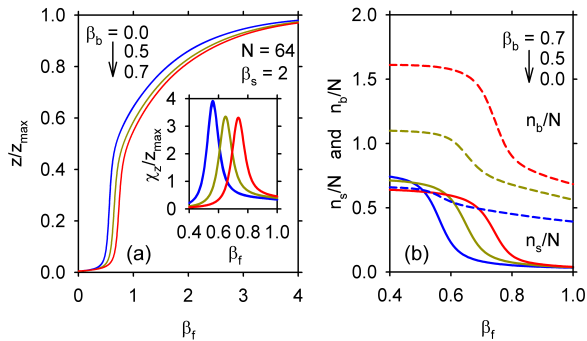 β_b = 0.0
0.5
0.7
N = 64
β_s = 2
z/z_max
1.0
0.8
0.6
0.4
0.2
0.0
0 1 2 3 4
β_f
(a)
χ_z/z_max
4
3
2
1
0
0.4 0.6 0.8 1.0
β_f
n_s/N and n_b/N
2.0
1.5
1.0
0.5
0.0
β_b = 0.7
0.5
0.0
n_b/N
n_s/N
(b)
0.4 0.6 0.8 1.0
β_f